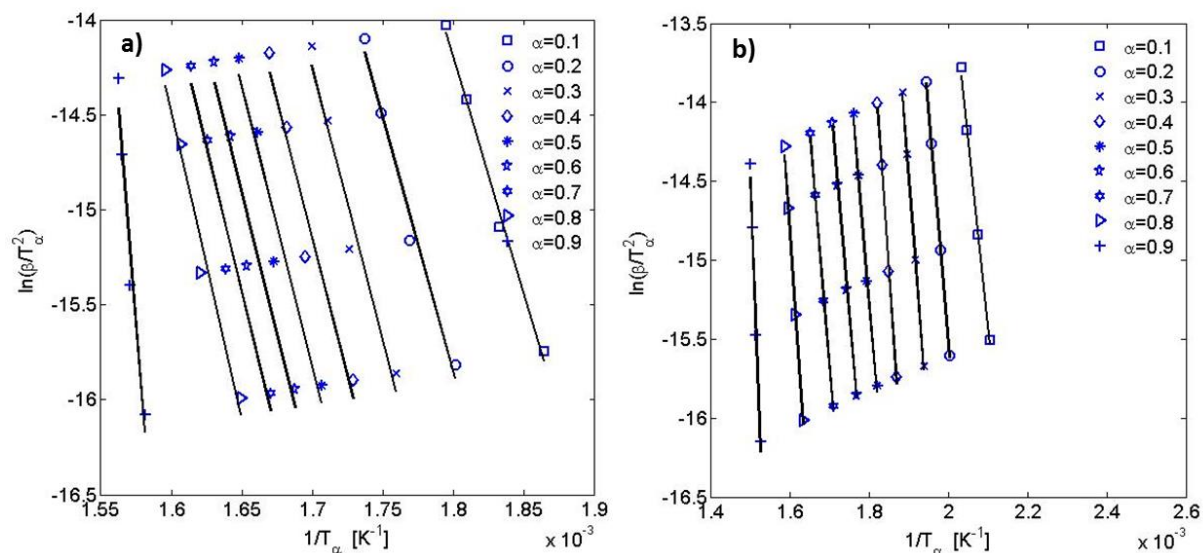 a)
-14
-14.5
-15
-15.5
-16
-16.5
ln(β/T²α)
1.55 1.6 1.65 1.7 1.75 1.8 1.85 1.9
1/Tα [K⁻¹]
x 10⁻³
α=0.1
α=0.2
α=0.3
α=0.4
α=0.5
α=0.6
α=0.7
α=0.8
α=0.9
b)
-13.5
-14
-14.5
-15
-15.5
-16
-16.5
ln(β/T²α)
1.4 1.6 1.8 2 2.2 2.4 2.6
1/Tα [K⁻¹]
x 10⁻³
α=0.1
α=0.2
α=0.3
α=0.4
α=0.5
α=0.6
α=0.7
α=0.8
α=0.9